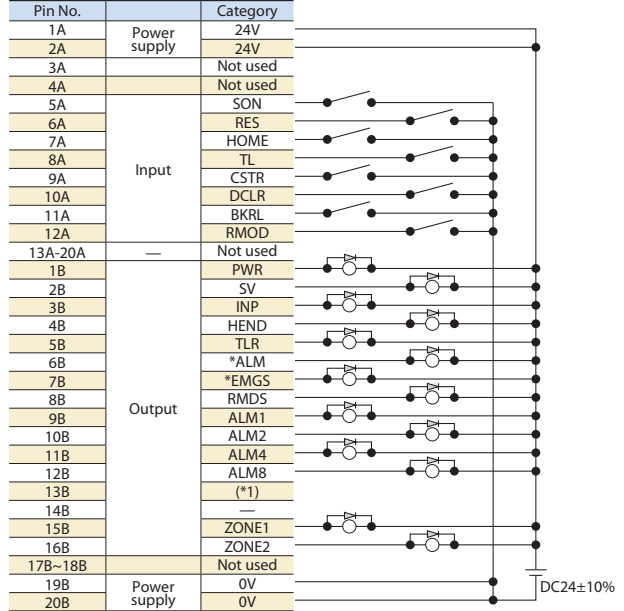 Pin No. Category
1A Power supply 24V
2A 24V
3A Not used
4A Not used
5A Input SON
6A RES
7A HOME
8A TL
9A CSTR
10A DCLR
11A BKRL
12A RMOD
13A-20A — Not used
1B Output PWR
2B SV
3B INP
4B HEND
5B TLR
6B *ALM
7B *EMGS
8B RMDS
9B ALM1
10B ALM2
11B ALM4
12B ALM8
13B (*1)
14B —
15B ZONE1
16B ZONE2
17B~18B Not used
19B Power supply 0V
20B 0V
DC24±10%